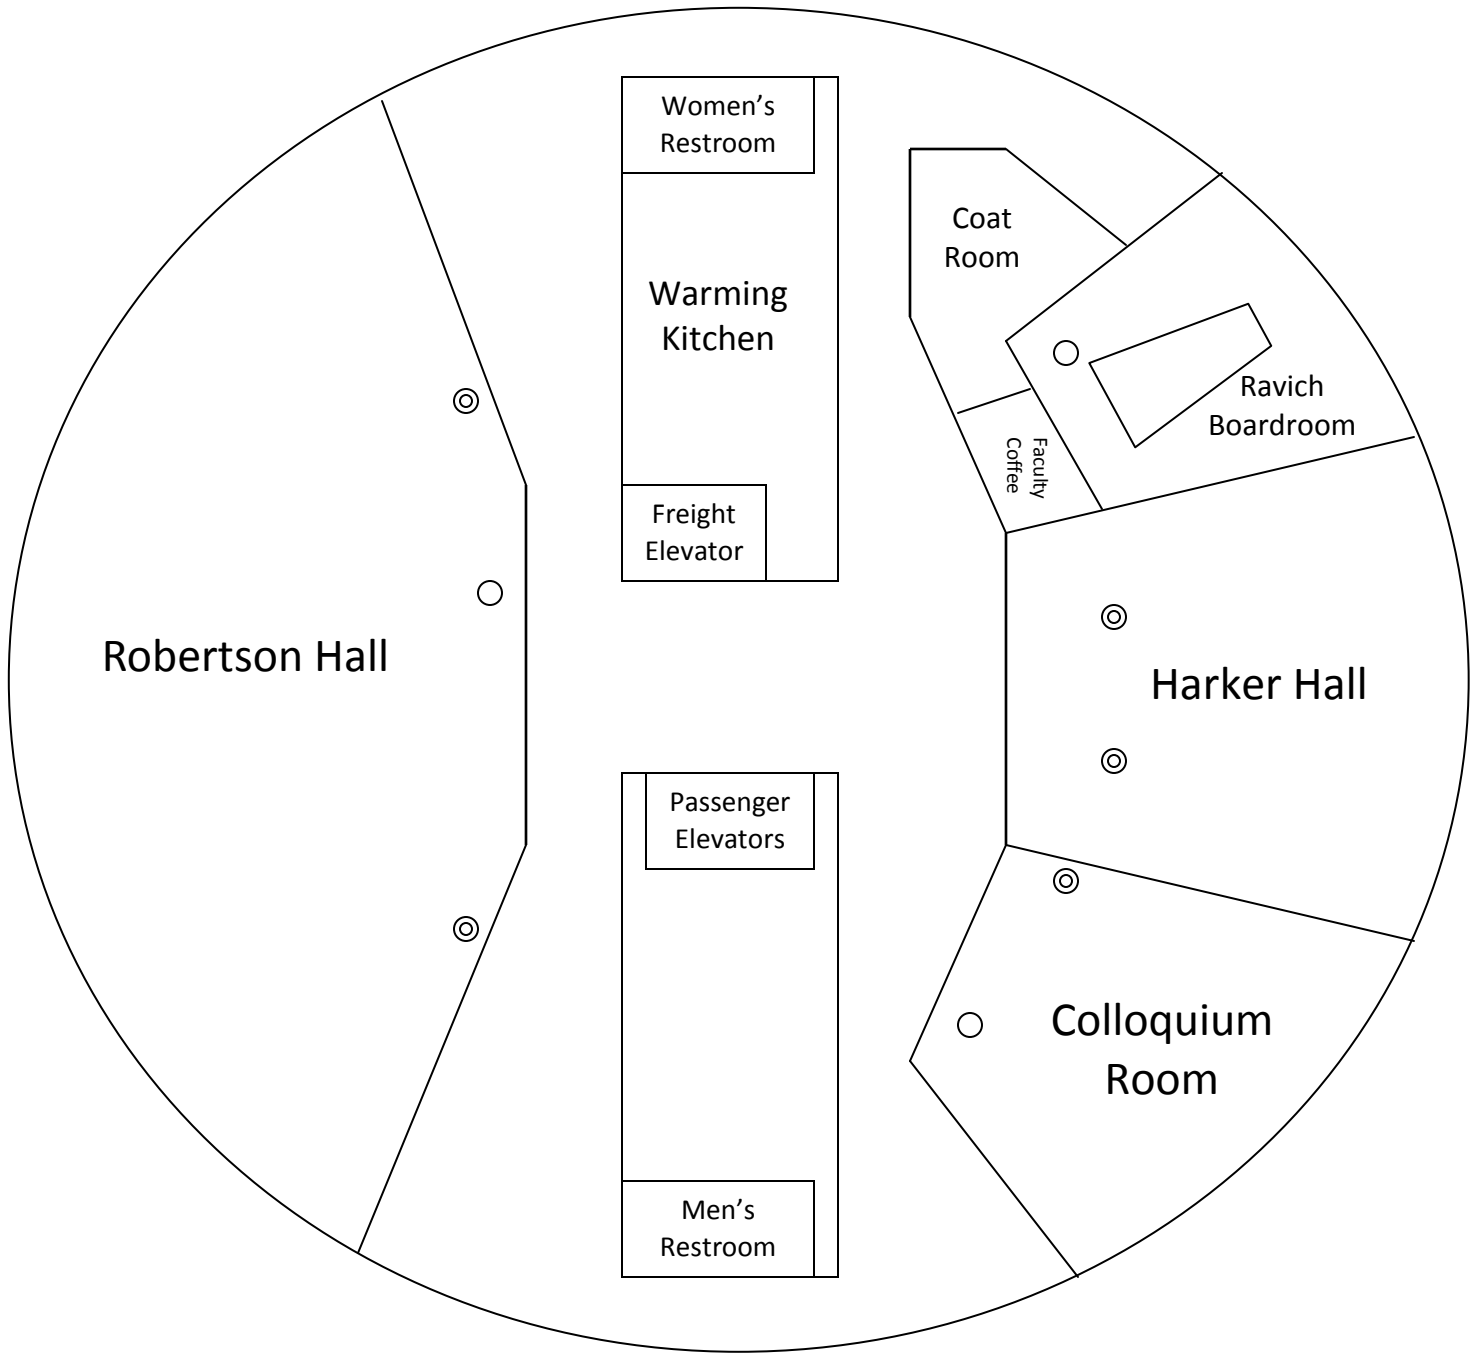 Women’s
Restroom
Coat
Room
Warming
Kitchen
Ravich
Boardroom
Faculty
Coffee
Freight
Elevator
Robertson Hall
Harker Hall
Passenger
Elevators
Colloquium
Room
Men’s
Restroom